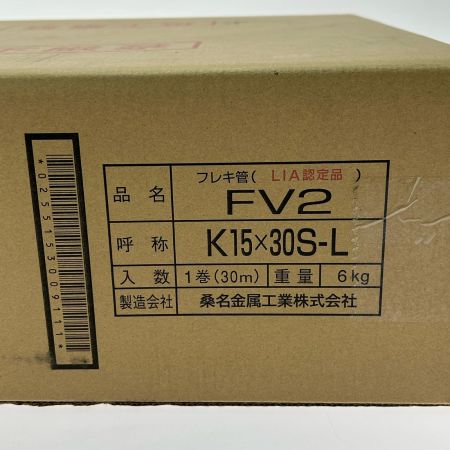 フレキ管( LIA認定品 )
品名 FV2
呼称 K15×30S-L
入数 1巻(30m) 重量 6kg
製造会社 桑名金属工業株式会社
*0255153009111*